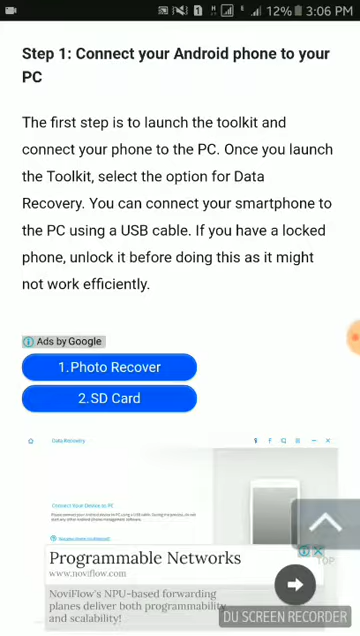 12% 3:06 PM
Step 1: Connect your Android phone to your
PC
The first step is to launch the toolkit and
connect your phone to the PC. Once you launch
the Toolkit, select the option for Data
Recovery. You can connect your smartphone to
the PC using a USB cable. If you have a locked
phone, unlock it before doing this as it might
not work efficiently.
Ads by Google
1.Photo Recover
2.SD Card
Data Recovery
Connect Your Device to PC
TOP
Programmable Networks
www.noviflow.com
NoviFlow's NPU-based forwarding
planes deliver both programmability
and scalability!
DU SCREEN RECORDER